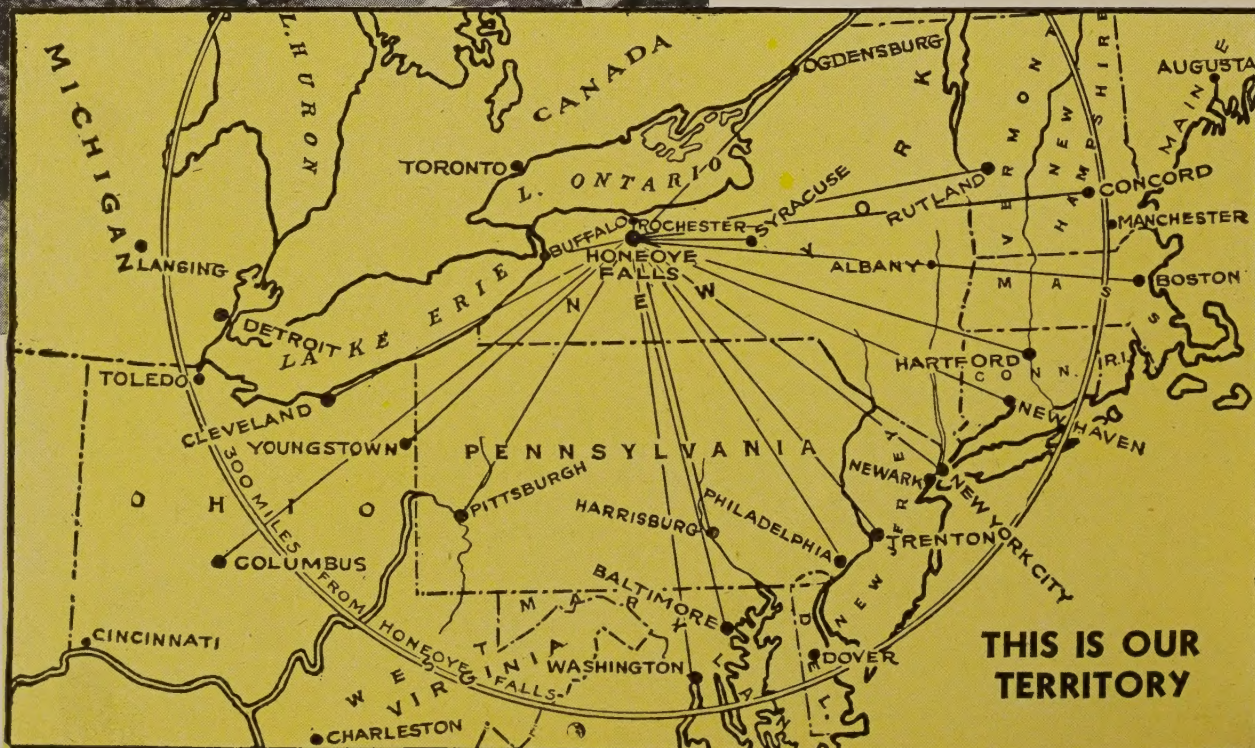 MICHIGAN
L. HURON
CANADA
OGDENSBURG
VERMONT
NEW HAMPSHIRE
MAINE
AUGUSTA
TORONTO
L. ONTARIO
NEW YORK
SYRACUSE
RUTLAND
CONCORD
MANCHESTER
BUFFALO
ROCHESTER
HONEOYE
FALLS
ALBANY
MASS
BOSTON
LANSING
DETROIT
LAKE ERIE
TOLEDO
HARTFORD
CONN.
R.I.
CLEVELAND
NEW HAVEN
YOUNGSTOWN
PENNSYLVANIA
NEWARK
NEW YORK CITY
NEW JERSEY
OHIO
PITTSBURGH
HARRISBURG
PHILADELPHIA
TRENTON
COLUMBUS
300 MILES FROM HONEOYE FALLS
BALTIMORE
MARYLAND
DEL.
CINCINNATI
WEST
VIRGINIA
WASHINGTON
DOVER
CHARLESTON
THIS IS OUR
TERRITORY